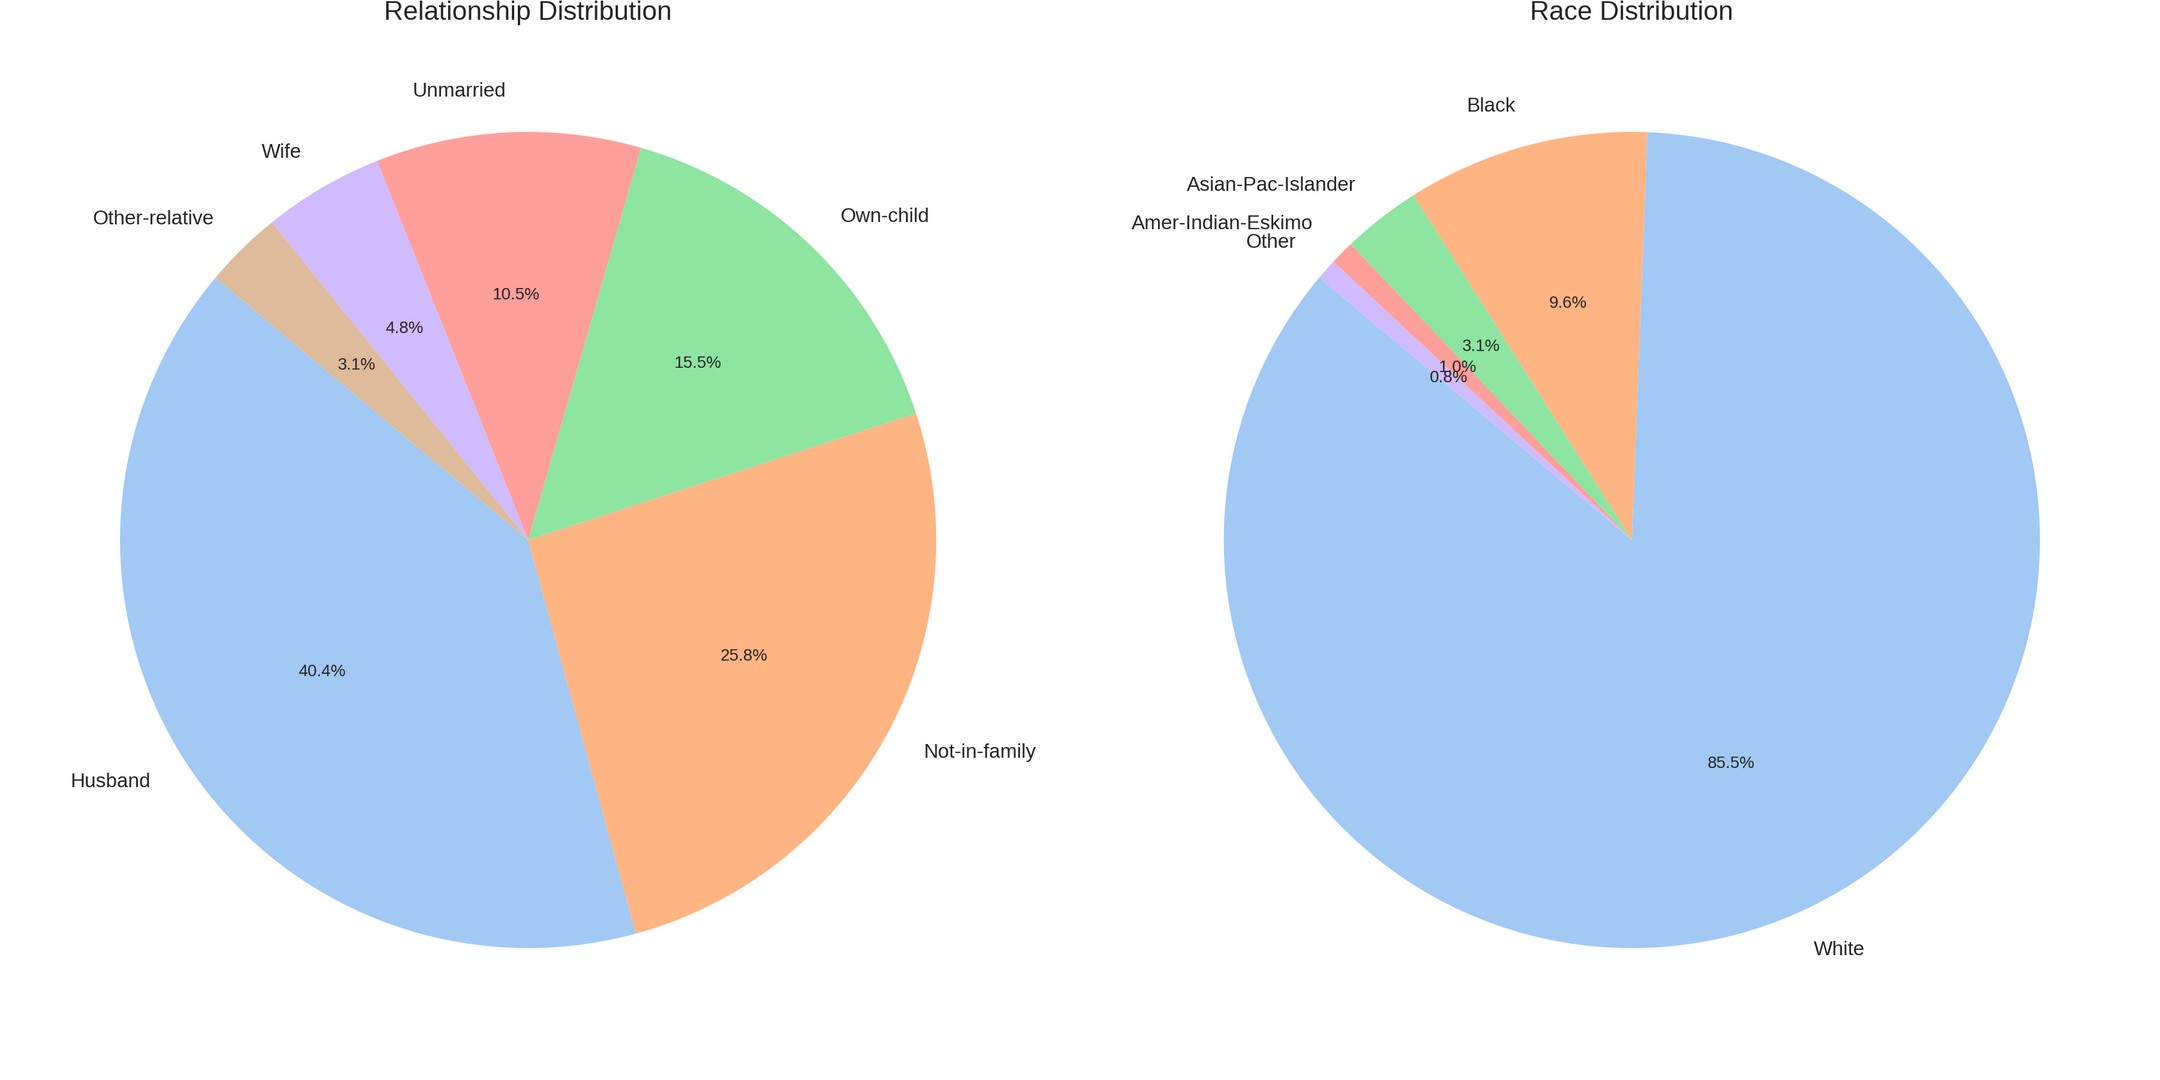 Relationship Distribution
Unmarried
Wife
Other-relative
Own-child
10.5%
4.8%
3.1%
15.5%
40.4%
25.8%
Husband
Not-in-family
Race Distribution
Black
Asian-Pac-Islander
Amer-Indian-Eskimo
Other
9.6%
3.1%
1.0%
0.8%
85.5%
White